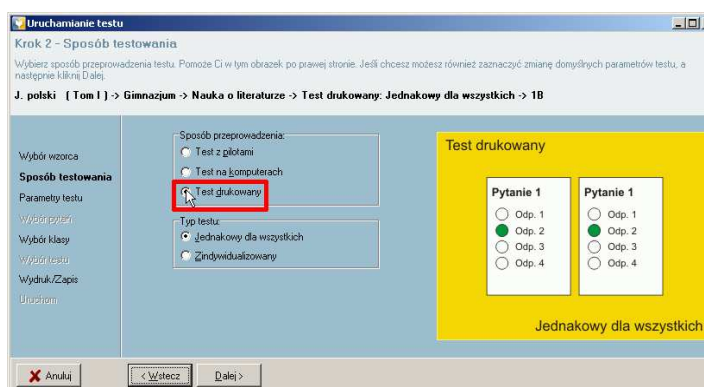 Uruchamianie testu
Krok 2 - Sposób testowania
Wybierz sposób przeprowadzenia testu. Pomoże Ci w tym obrazek po prawej stronie. Jeśli chcesz możesz również zaznaczyć zmianę domyślnych parametrów testu, a
następnie kliknij Dalej.
J. polski ( Tom I ) -> Gimnazjum -> Nauka o literaturze -> Test drukowany: Jednakowy dla wszystkich -> 1B
Wybór wzorca
Sposób testowania
Parametry testu
Wybór pytań
Wybór klasy
Wybór testu
Wydruk/Zapis
Uruchom
Sposób przeprowadzenia:
Test z pilotami
Test na komputerach
Test drukowany
Typ testu:
Jednakowy dla wszystkich
Zindywidualizowany
Test drukowany
Pytanie 1
Odp. 1
Odp. 2
Odp. 3
Odp. 4
Pytanie 1
Odp. 1
Odp. 2
Odp. 3
Odp. 4
Jednakowy dla wszystkich
Anuluj
< Wstecz
Dalej >